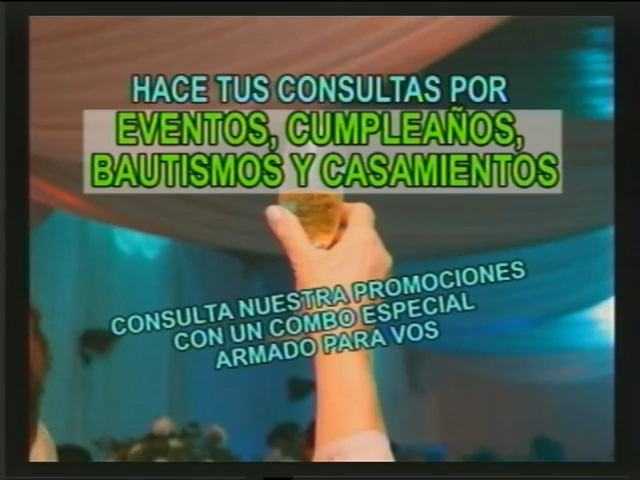 HACE TUS CONSULTAS POR
EVENTOS, CUMPLEAÑOS,
BAUTISMOS Y CASAMIENTOS
CONSULTA NUESTRA PROMOCIONES
CON UN COMBO ESPECIAL
ARMADO PARA VOS